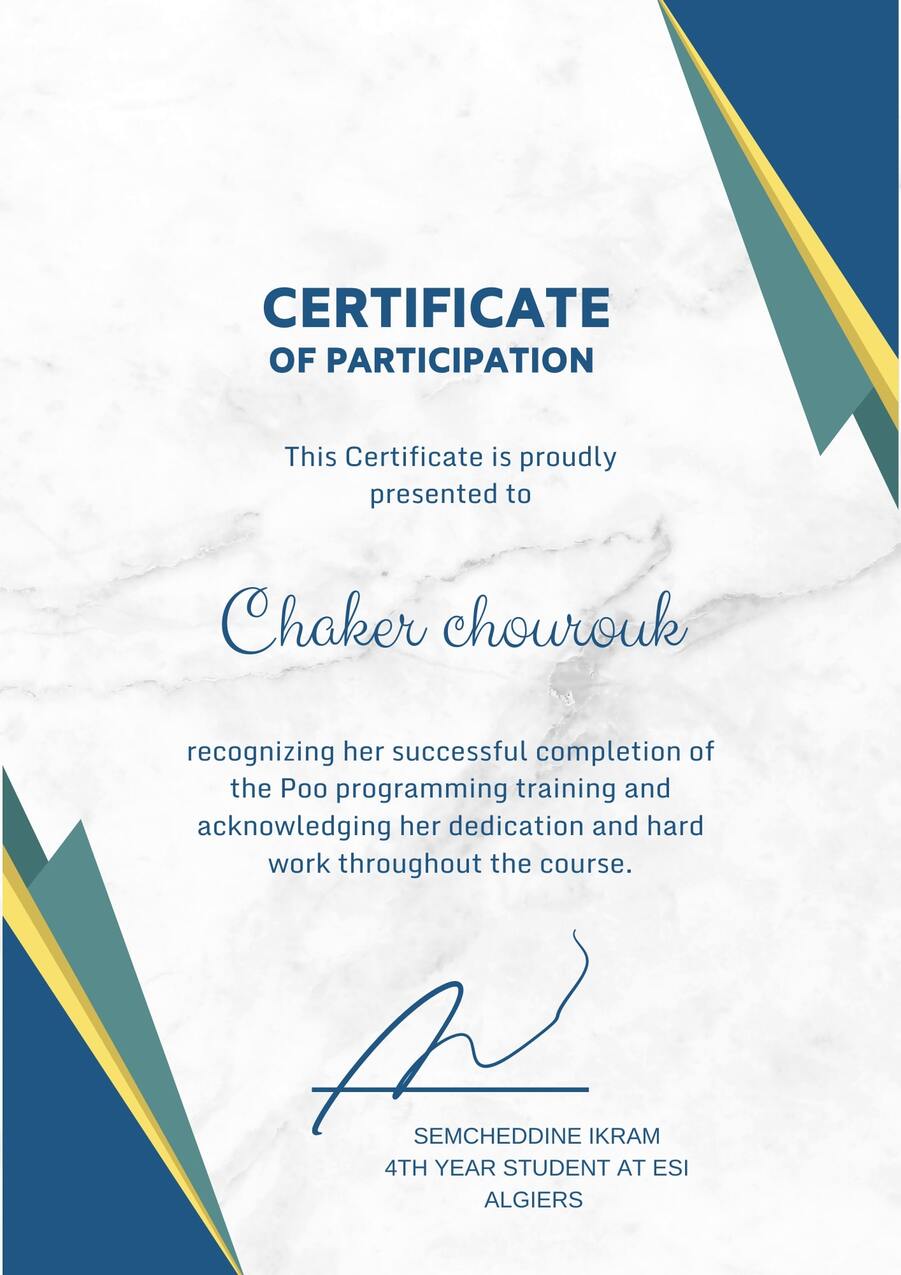 CERTIFICATE
OF PARTICIPATION
This Certificate is proudly
presented to
Chaker chourouk
recognizing her successful completion of
the Poo programming training and
acknowledging her dedication and hard
work throughout the course.
SEMCHEDDINE IKRAM
4TH YEAR STUDENT AT ESI
ALGIERS